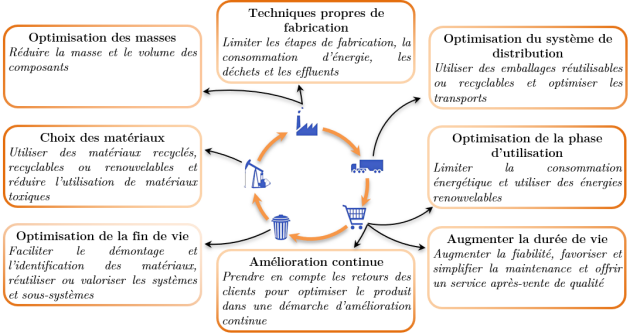 Optimisation des masses
Réduire la masse et le volume des
composants
Techniques propres de
fabrication
Limiter les étapes de fabrication, la
consommation d'énergie, les
déchets et les effluents
Optimisation du système de
distribution
Utiliser des emballages réutilisables
ou recyclables et optimiser les
transports
Choix des matériaux
Utiliser des matériaux recyclés,
recyclables ou renouvelables et
réduire l'utilisation de matériaux
toxiques
Optimisation de la phase
d'utilisation
Limiter la consommation
énergétique et utiliser des énergies
renouvelables
Optimisation de la fin de vie
Faciliter le démontage et
l'identification des matériaux,
réutiliser ou valoriser les systèmes
et sous-systèmes
Amélioration continue
Prendre en compte les retours des
clients pour optimiser le produit
dans une démarche d'amélioration
continue
Augmenter la durée de vie
Augmenter la fiabilité, favoriser et
simplifier la maintenance et offrir
un service après-vente de qualité